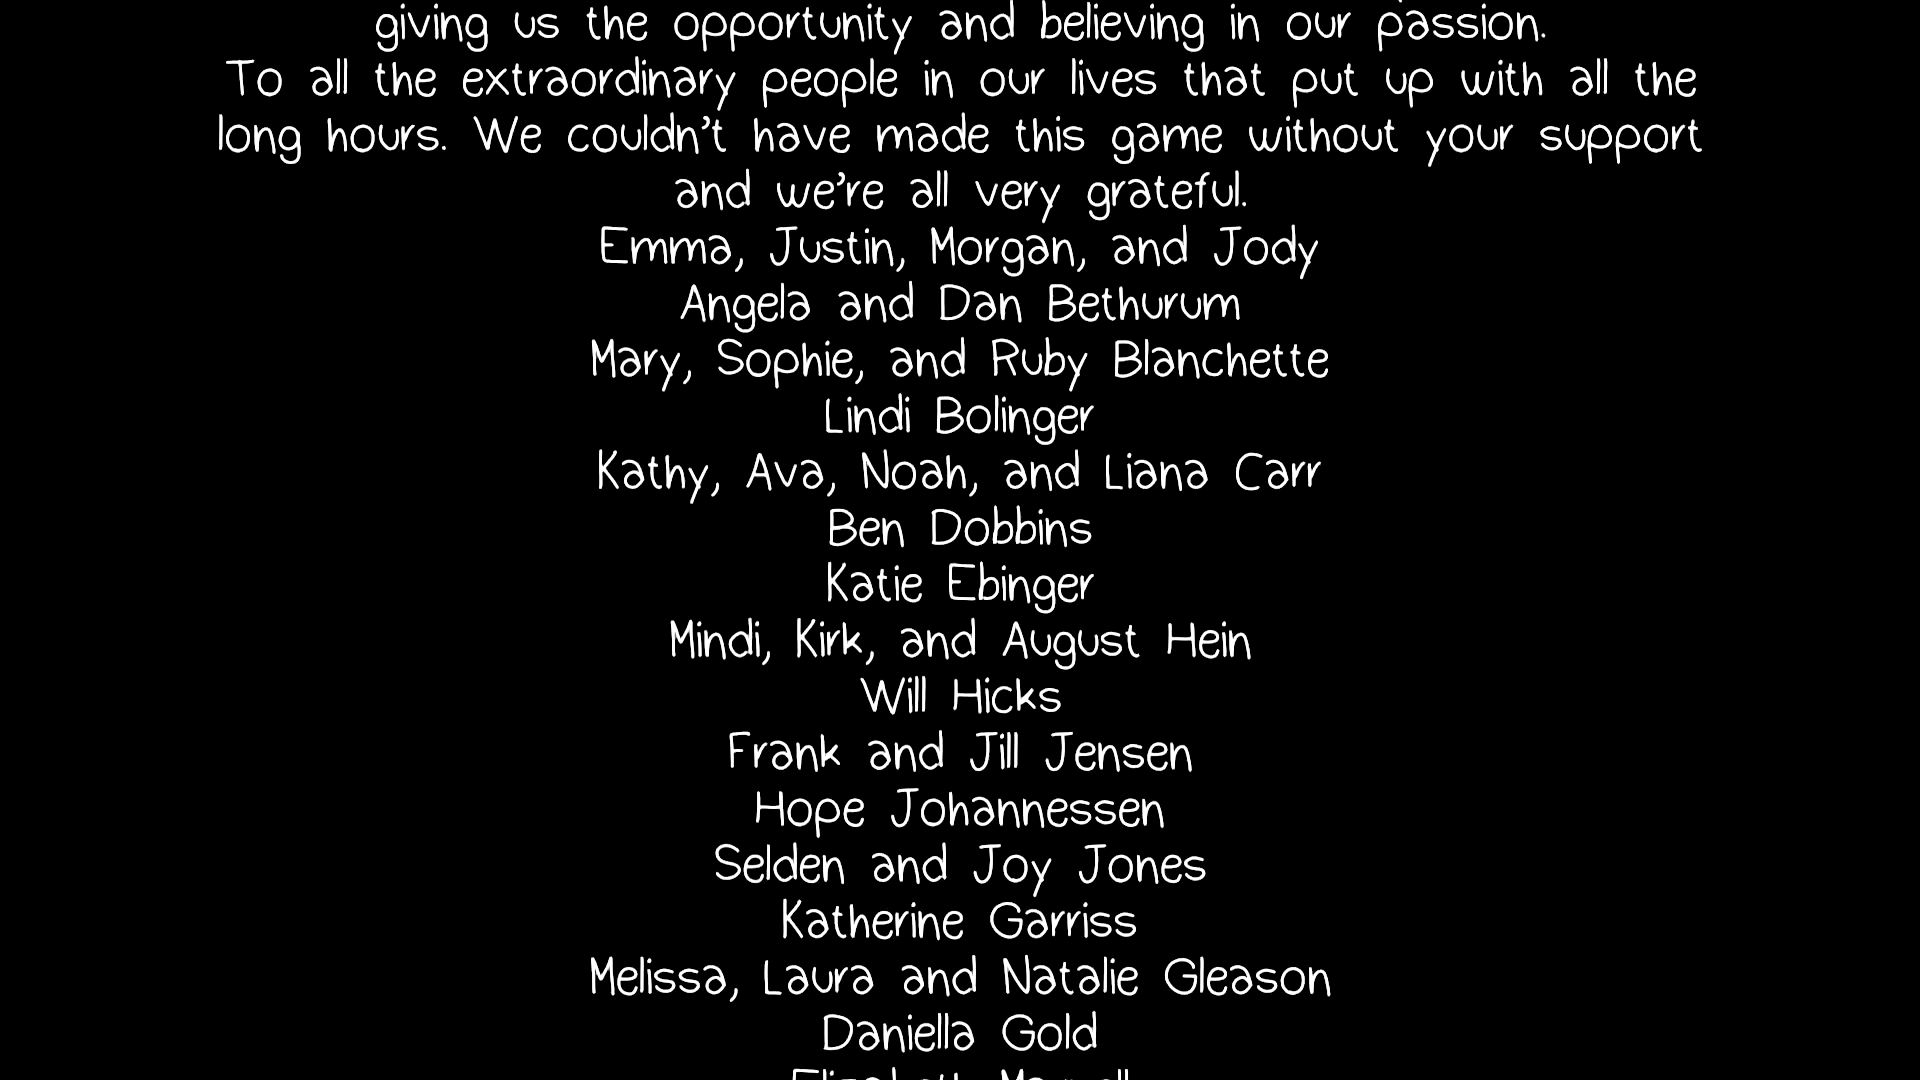 giving us the opportunity and believing in our passion.
To all the extraordinary people in our lives that put up with all the
long hours. We couldn't have made this game without your support
and we're all very grateful.
Emma, Justin, Morgan, and Jody
Angela and Dan Bethurum
Mary, Sophie, and Ruby Blanchette
Lindi Bolinger
Kathy, Ava, Noah, and Liana Carr
Ben Dobbins
Katie Ebinger
Mindi, Kirk, and August Hein
Will Hicks
Frank and Jill Jensen
Hope Johannessen
Selden and Joy Jones
Katherine Garriss
Melissa, Laura and Natalie Gleason
Daniella Gold